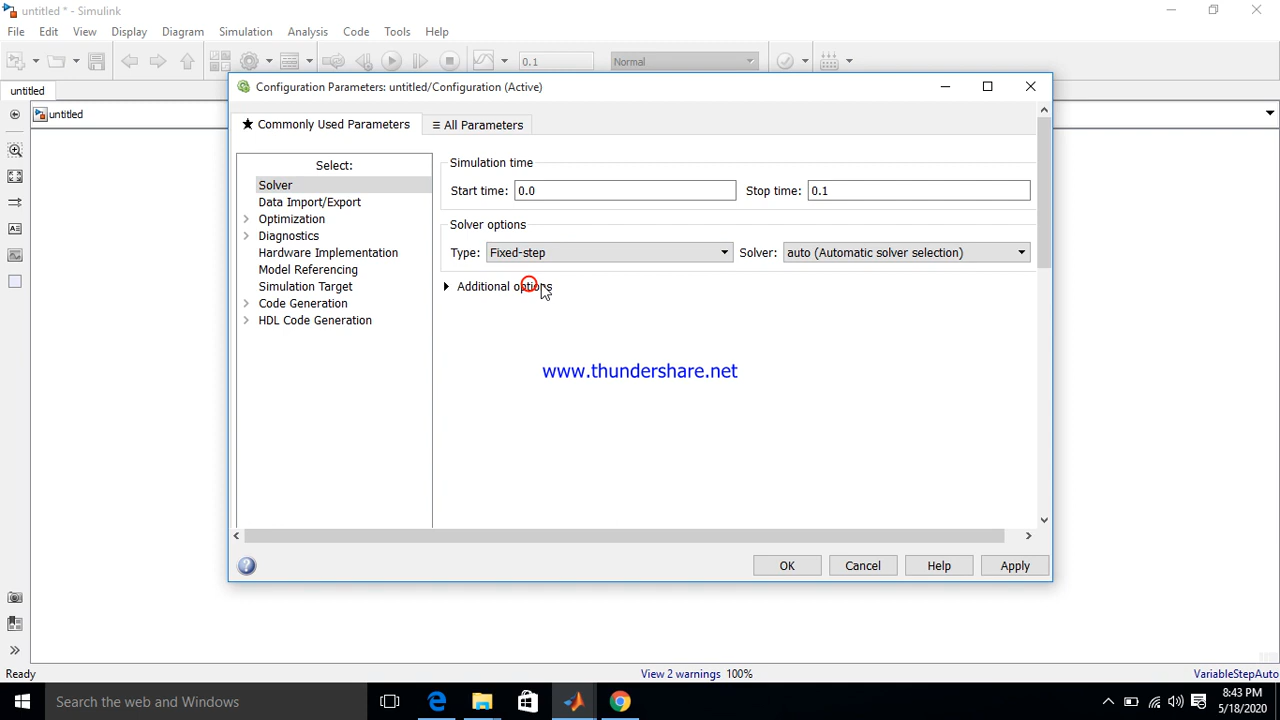 untitled * - Simulink
File Edit View Display Diagram Simulation Analysis Code Tools Help
0.1 Normal
untitled
untitled
Configuration Parameters: untitled/Configuration (Active)
★ Commonly Used Parameters ≡ All Parameters
Select:
Solver
Data Import/Export
Optimization
Diagnostics
Hardware Implementation
Model Referencing
Simulation Target
Code Generation
HDL Code Generation
Simulation time
Start time: 0.0 Stop time: 0.1
Solver options
Type: Fixed-step Solver: auto (Automatic solver selection)
Additional options
www.thundershare.net
OK Cancel Help Apply
Ready View 2 warnings 100% VariableStepAuto
Search the web and Windows
8:43 PM
5/18/2020